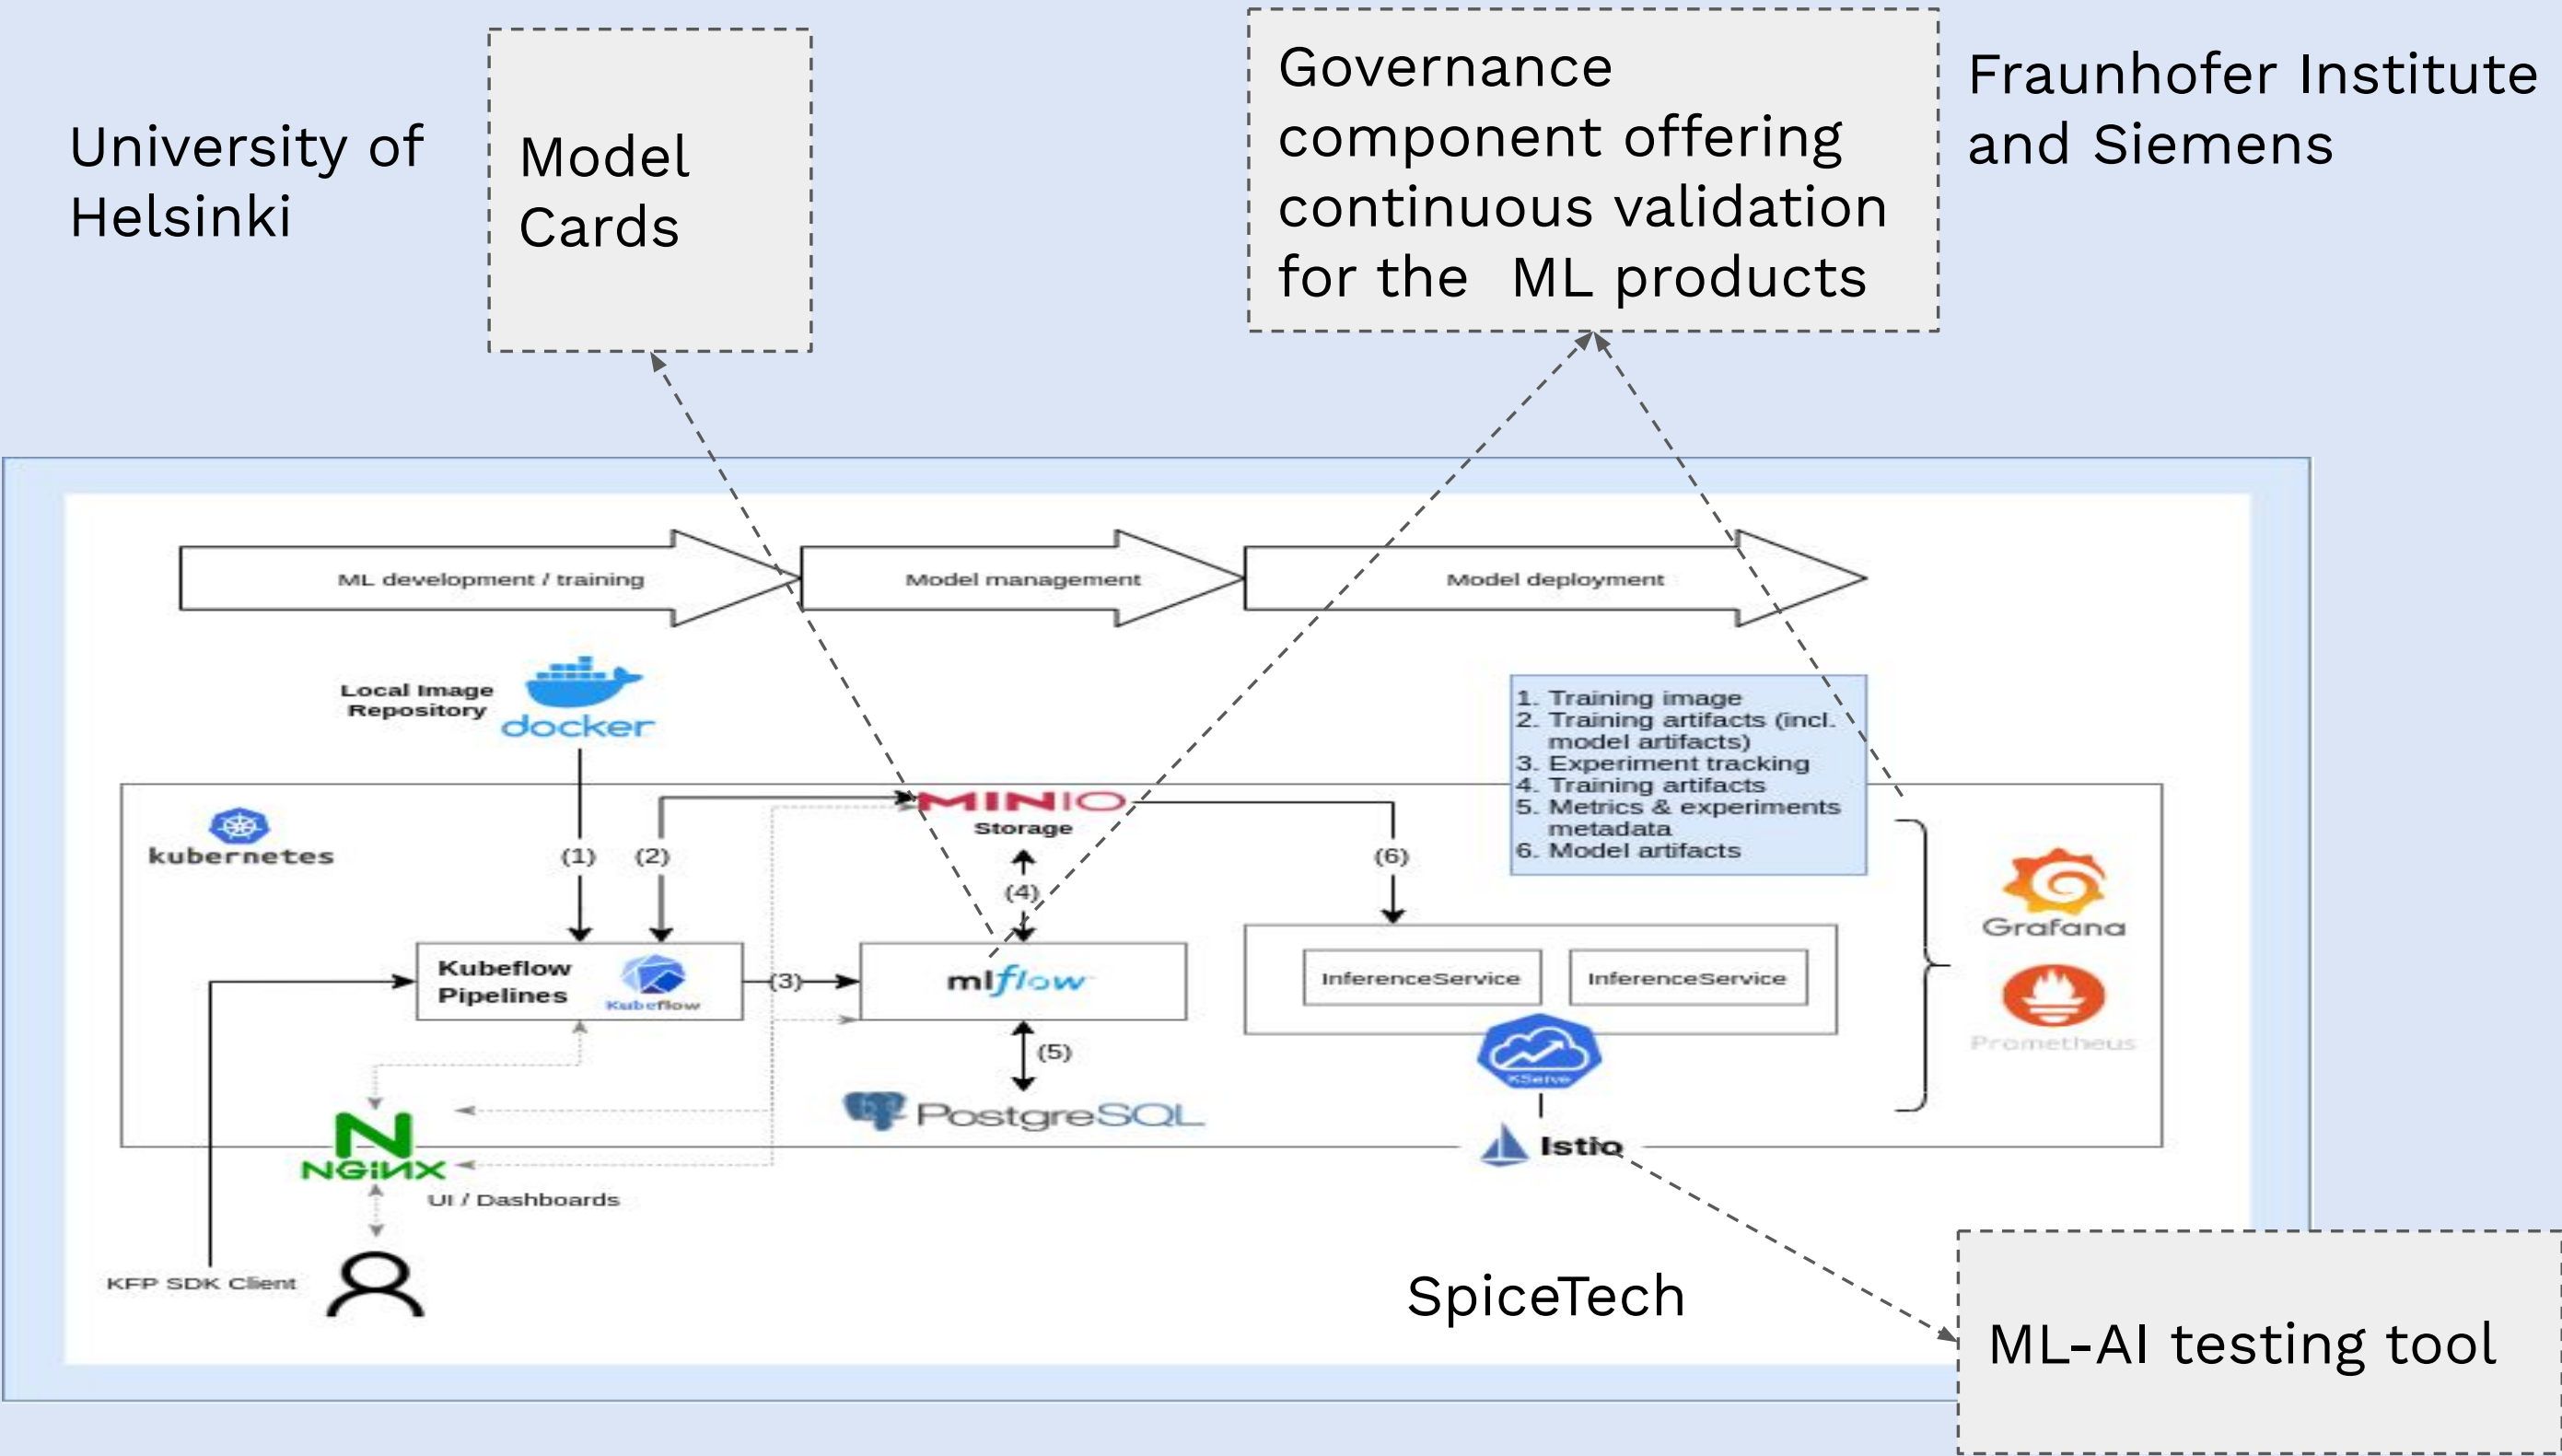 University of
Helsinki
Model
Cards
Governance
component offering
continuous validation
for the ML products
Fraunhofer Institute
and Siemens
ML development / training
Model management
Model deployment
Local Image
Repository
docker
1. Training image
2. Training artifacts (incl.
model artifacts)
3. Experiment tracking
4. Training artifacts
5. Metrics & experiments
metadata
6. Model artifacts
kubernetes
MINIO
Storage
(1)
(2)
(4)
(6)
Grafana
Kubeflow
Pipelines
Kubeflow
(3)
mlflow
InferenceService
InferenceService
Prometheus
(5)
KServe
PostgreSQL
NGiNX
Istio
UI / Dashboards
KFP SDK Client
SpiceTech
ML-AI testing tool